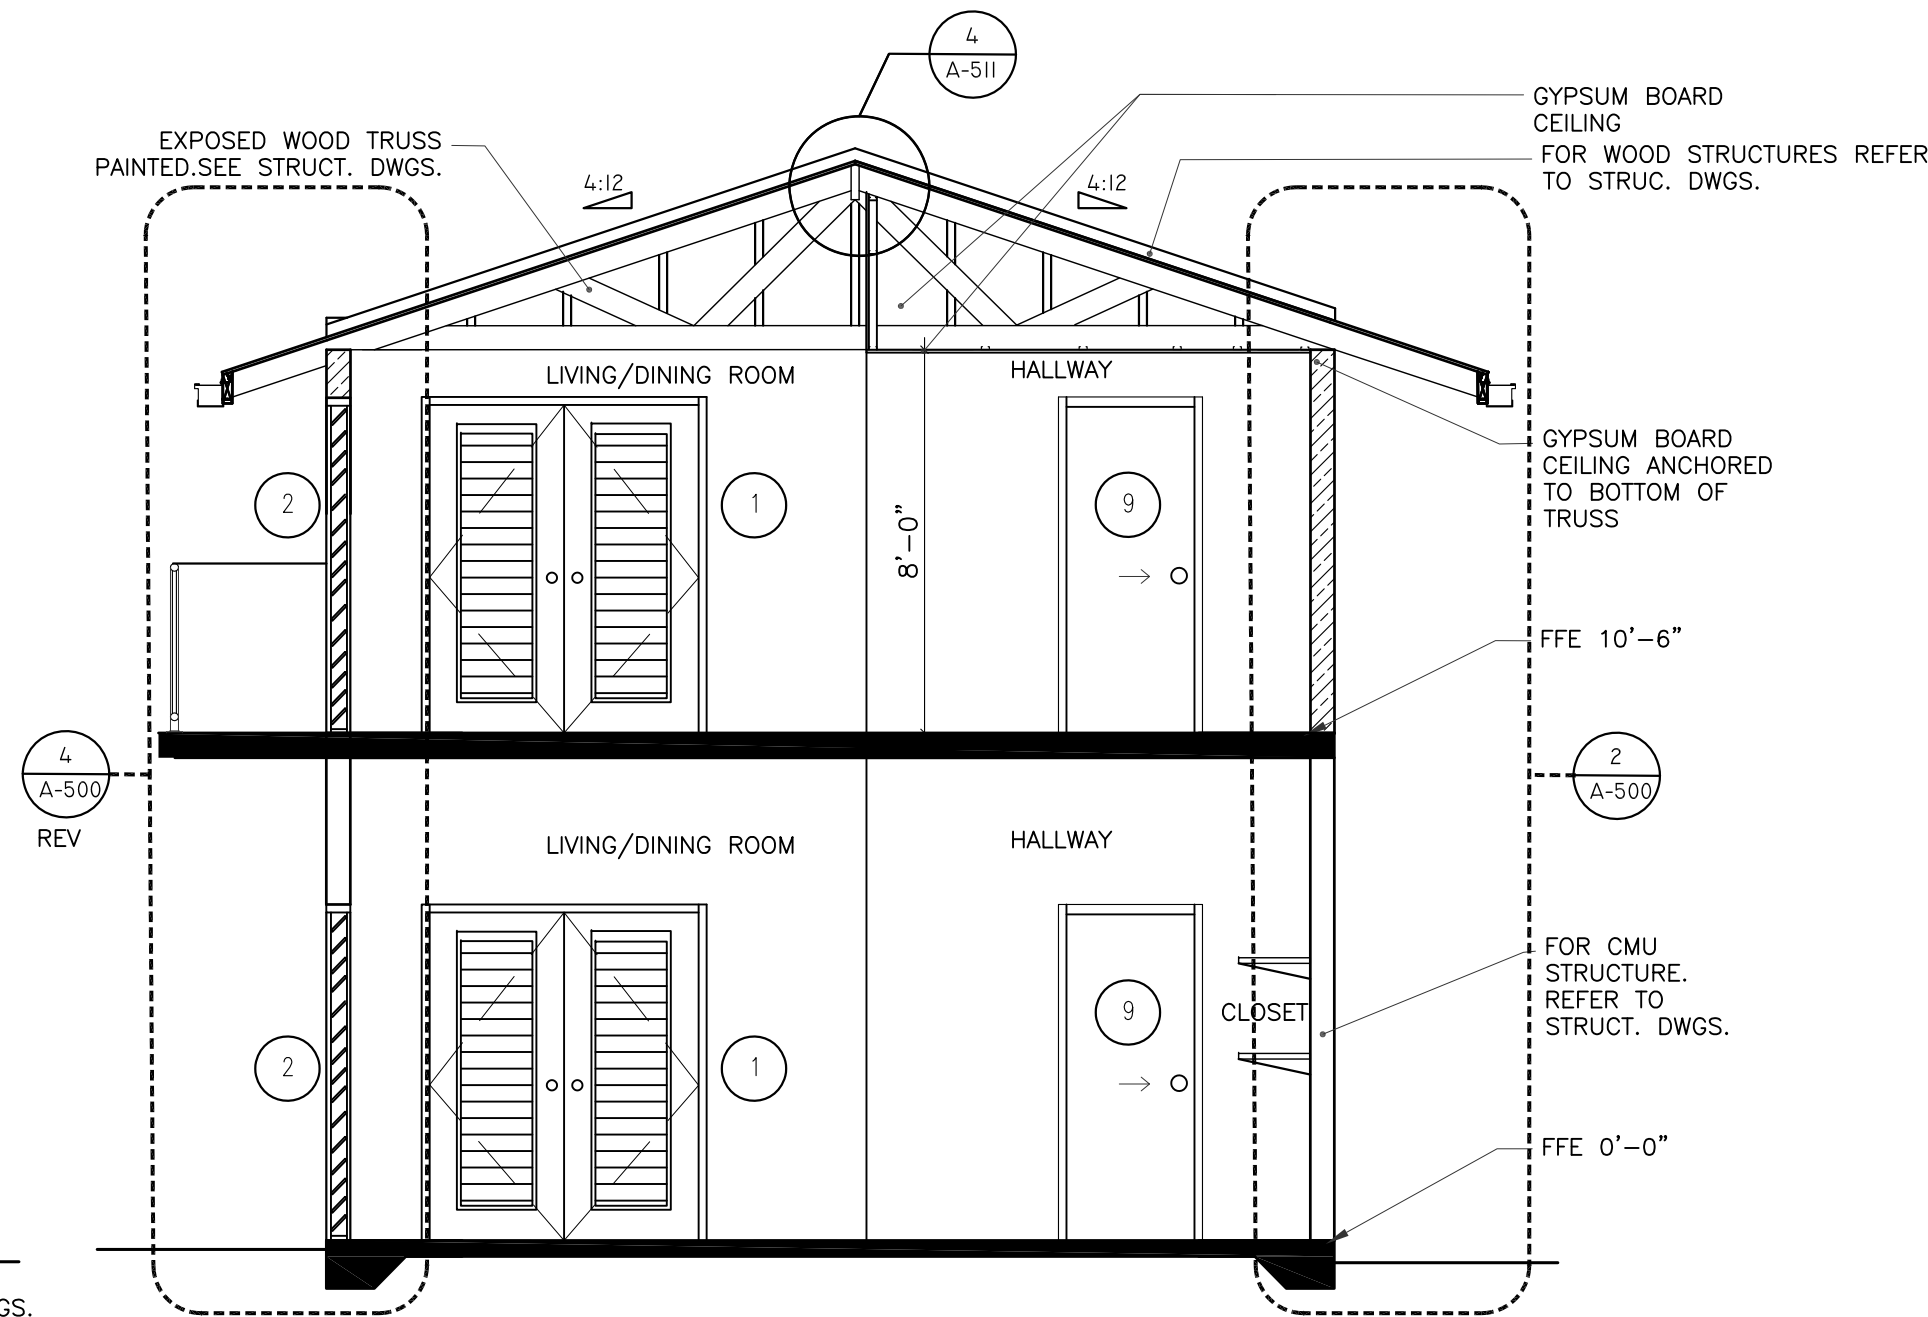 4
A-511
GYPSUM BOARD
CEILING
EXPOSED WOOD TRUSS
PAINTED.SEE STRUCT. DWGS.
FOR WOOD STRUCTURES REFER
TO STRUC. DWGS.
4:12
4:12
LIVING/DINING ROOM
HALLWAY
GYPSUM BOARD
CEILING ANCHORED
TO BOTTOM OF
TRUSS
2
1
9
8'-0"
FFE 10'-6"
4
A-500
REV
2
A-500
LIVING/DINING ROOM
HALLWAY
FOR CMU
STRUCTURE.
REFER TO
STRUCT. DWGS.
9
CLOSET
2
1
FFE 0'-0"
GS.